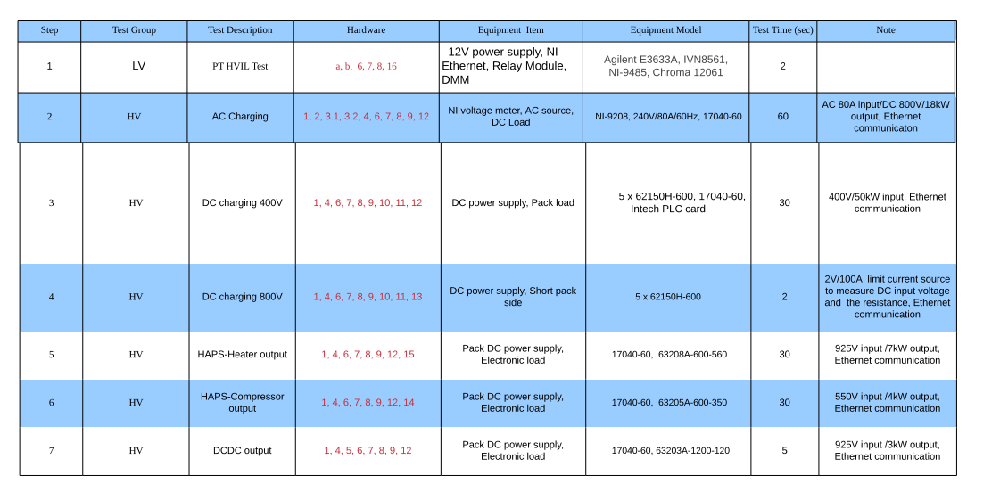 Step Test Group Test Description Hardware Equipment  Item Equipment Model Test Time (sec) Note
1 LV PT HVIL Test a, b,  6, 7, 8, 16 12V power supply, NI Ethernet, Relay Module, DMM Agilent E3633A, IVN8561, NI-9485, Chroma 12061 2
2 HV AC Charging 1, 2, 3.1, 3.2, 4, 6, 7, 8, 9, 12 NI voltage meter, AC source, DC Load NI-9208, 240V/80A/60Hz, 17040-60 60 AC 80A input/DC 800V/18kW output, Ethernet communicaton
3 HV DC charging 400V 1, 4, 6, 7, 8, 9, 10, 11, 12 DC power supply, Pack load 5 x 62150H-600, 17040-60, Intech PLC card 30 400V/50kW input, Ethernet communication
4 HV DC charging 800V 1, 4, 6, 7, 8, 9, 10, 11, 13 DC power supply, Short pack side 5 x 62150H-600 2 2V/100A  limit current source to measure DC input voltage and  the resistance, Ethernet communication
5 HV HAPS-Heater output 1, 4, 6, 7, 8, 9, 12, 15 Pack DC power supply, Electronic load 17040-60,  63208A-600-560 30 925V input /7kW output, Ethernet communication
6 HV HAPS-Compressor output 1, 4, 6, 7, 8, 9, 12, 14 Pack DC power supply, Electronic load 17040-60,  63205A-600-350 30 550V input /4kW output, Ethernet communication
7 HV DCDC output 1, 4, 5, 6, 7, 8, 9, 12 Pack DC power supply, Electronic load 17040-60, 63203A-1200-120 5 925V input /3kW output, Ethernet communication